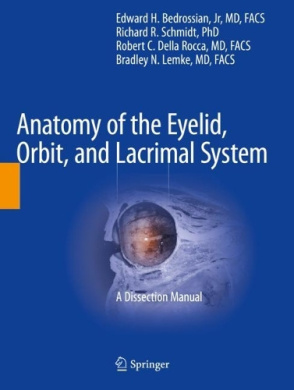 Edward H. Bedrossian, Jr, MD, FACS
Richard R. Schmidt, PhD
Robert C. Della Rocca, MD, FACS
Bradley N. Lemke, MD, FACS
Anatomy of the Eyelid,
Orbit, and Lacrimal System
A Dissection Manual
Springer